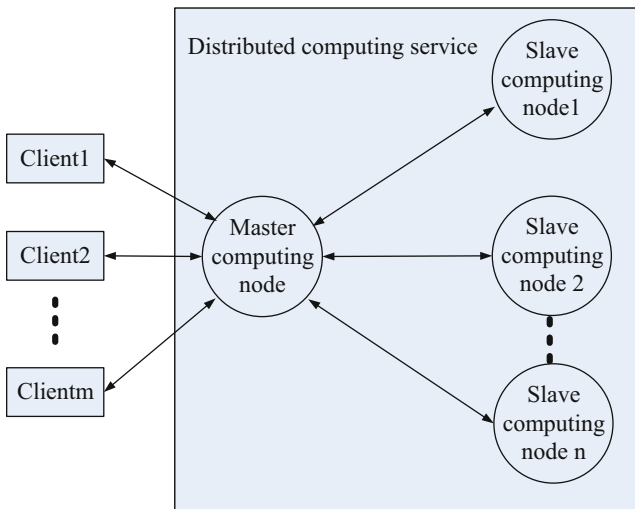 Distributed computing service
Slave
computing
node1
Client1
Client2
Clientm
Master
computing
node
Slave
computing
node 2
Slave
computing
node n